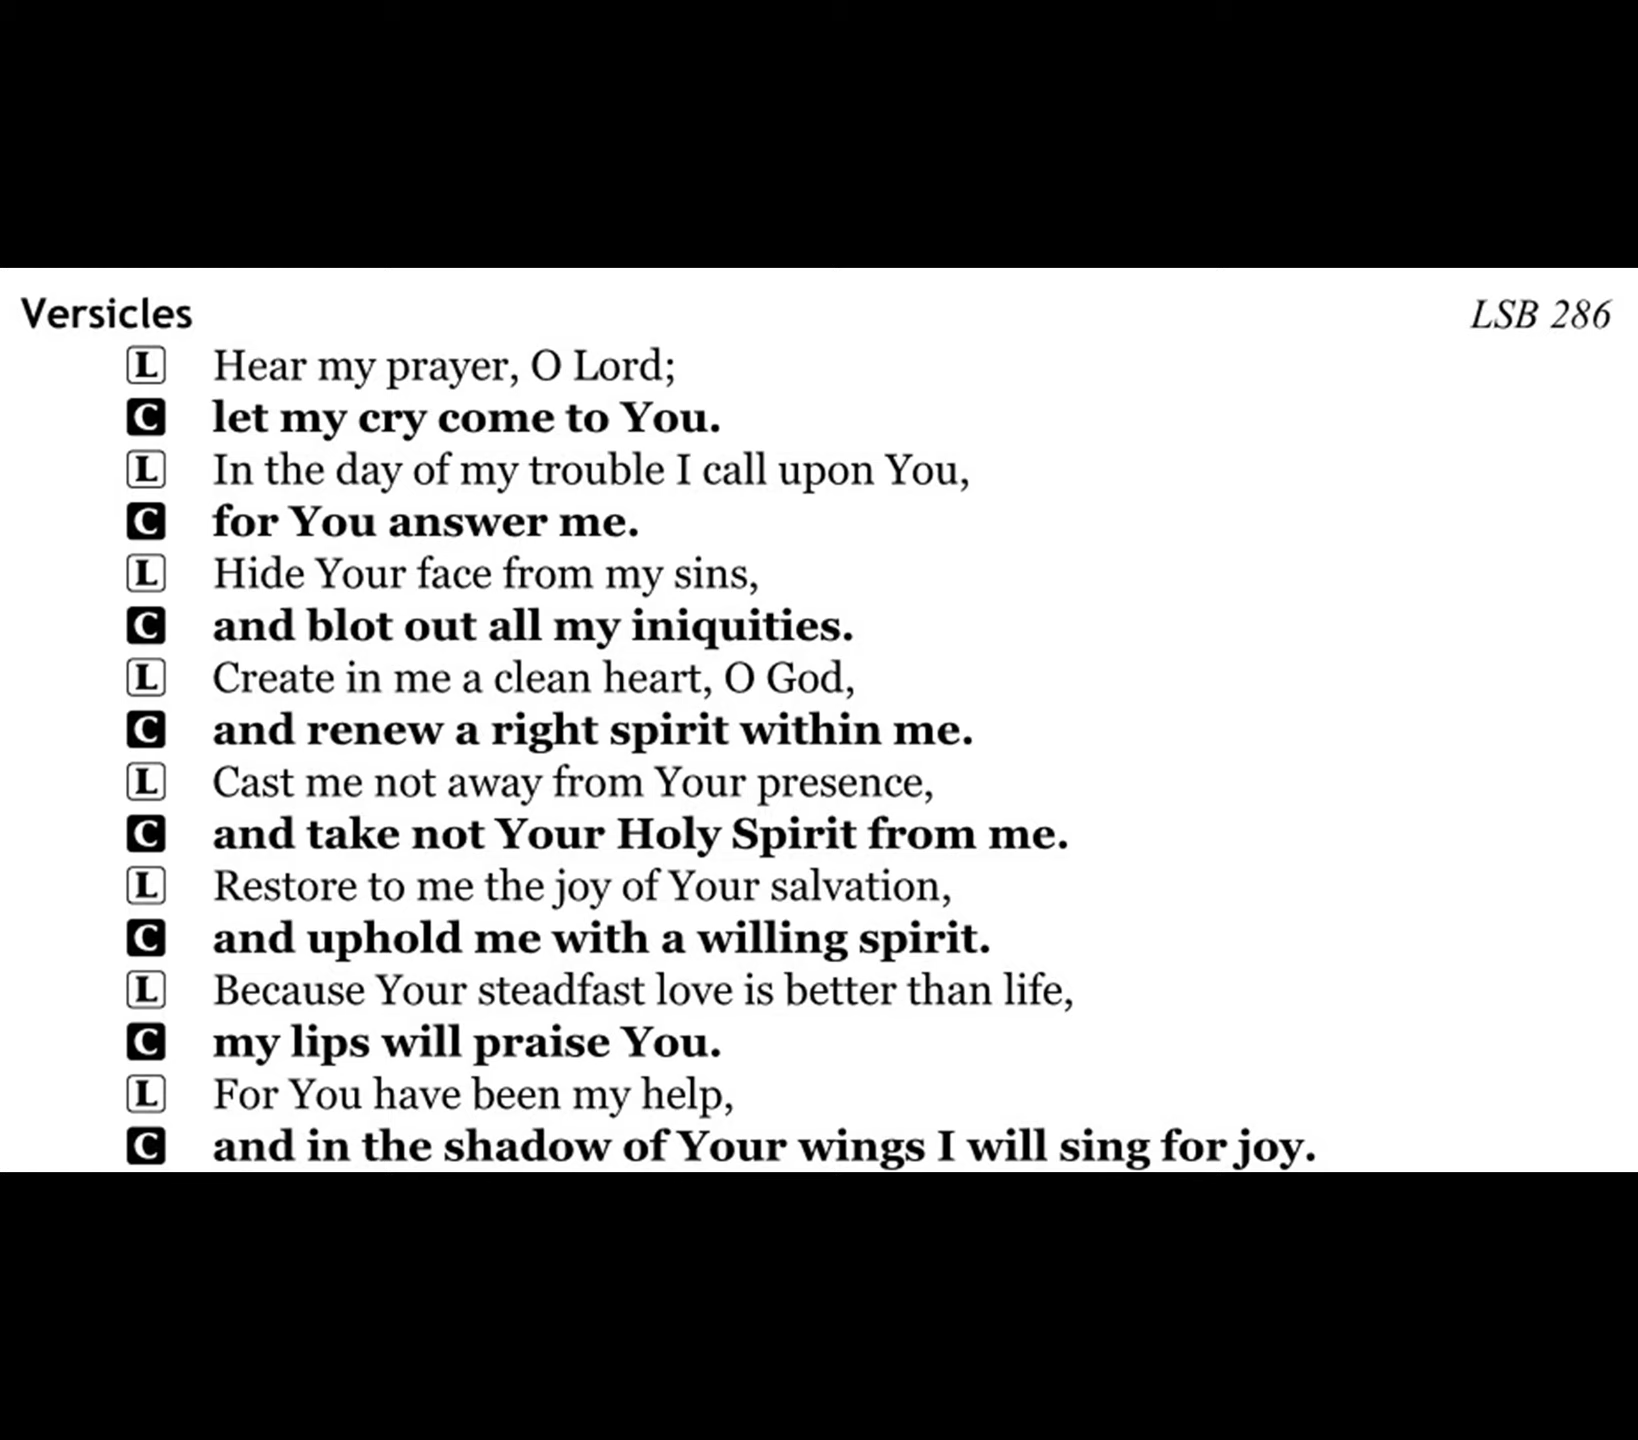 Versicles LSB 286
L Hear my prayer, O Lord;
C let my cry come to You.
L In the day of my trouble I call upon You,
C for You answer me.
L Hide Your face from my sins,
C and blot out all my iniquities.
L Create in me a clean heart, O God,
C and renew a right spirit within me.
L Cast me not away from Your presence,
C and take not Your Holy Spirit from me.
L Restore to me the joy of Your salvation,
C and uphold me with a willing spirit.
L Because Your steadfast love is better than life,
C my lips will praise You.
L For You have been my help,
C and in the shadow of Your wings I will sing for joy.